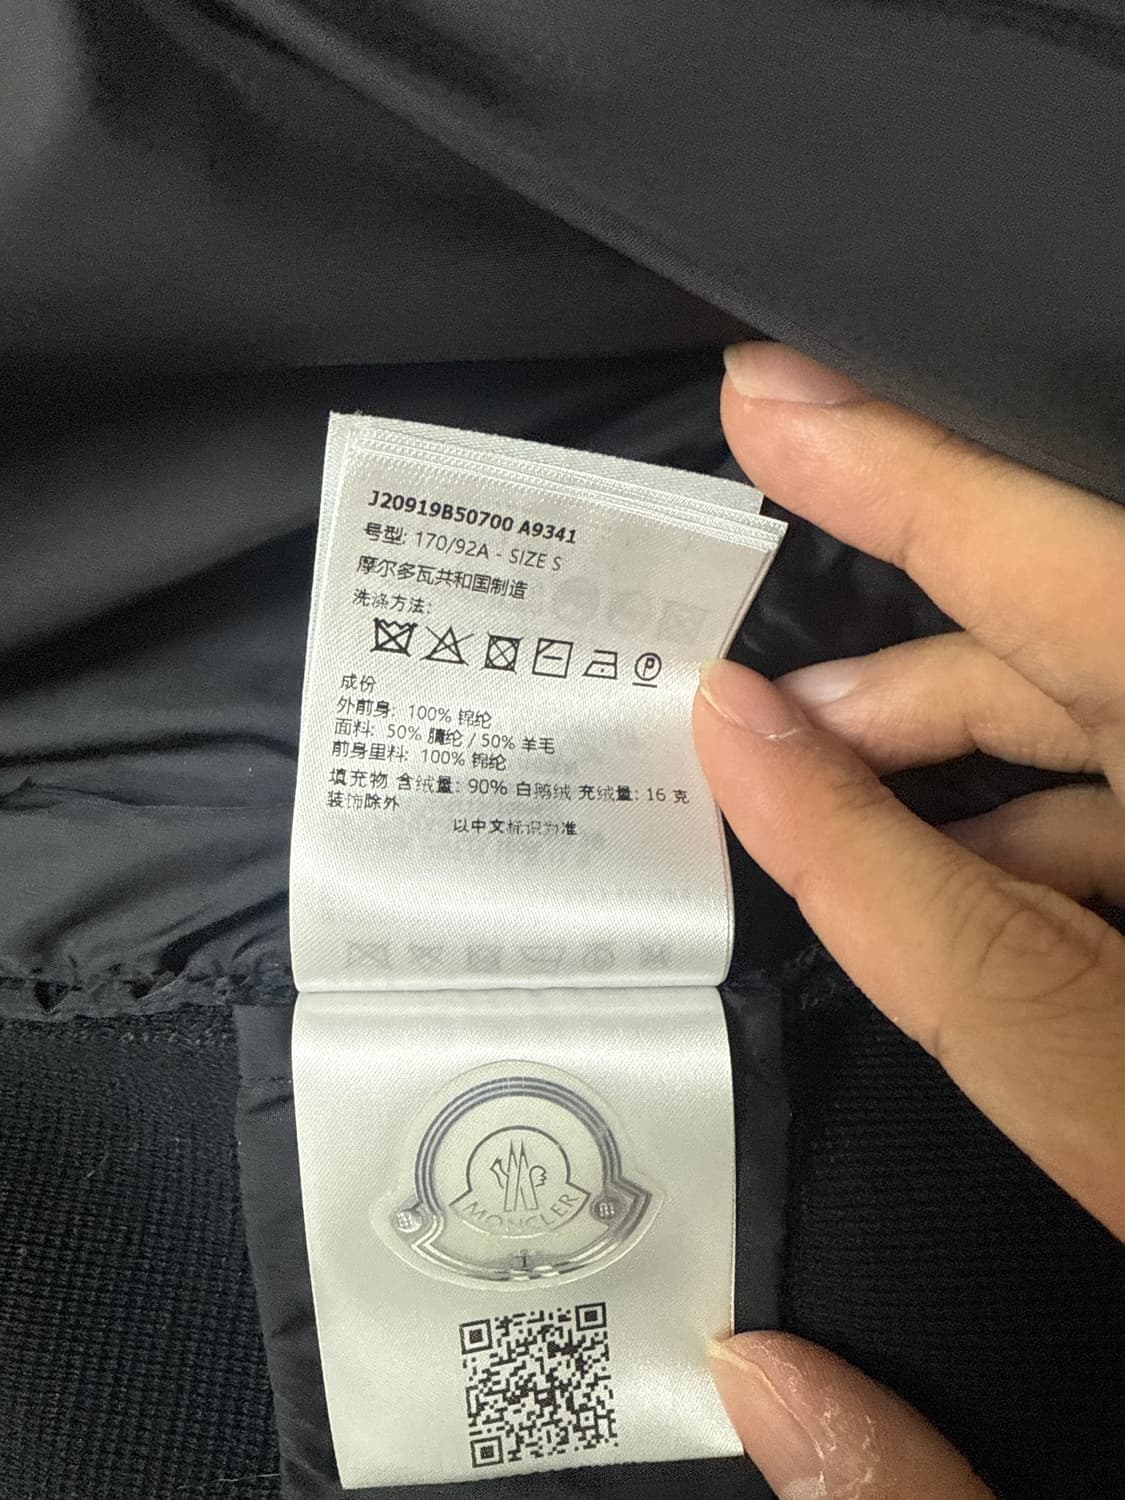 J20919B50700 A9341
号型: 170/92A - SIZE S
摩尔多瓦共和国制造
洗涤方法:
P
成份
外前身: 100% 锦纶
面料: 50% 腈纶 / 50% 羊毛
前身里料: 100% 锦纶
填充物 含绒量: 90% 白鹅绒 充绒量: 16 克
装饰除外
以中文标识为准
MONCLER